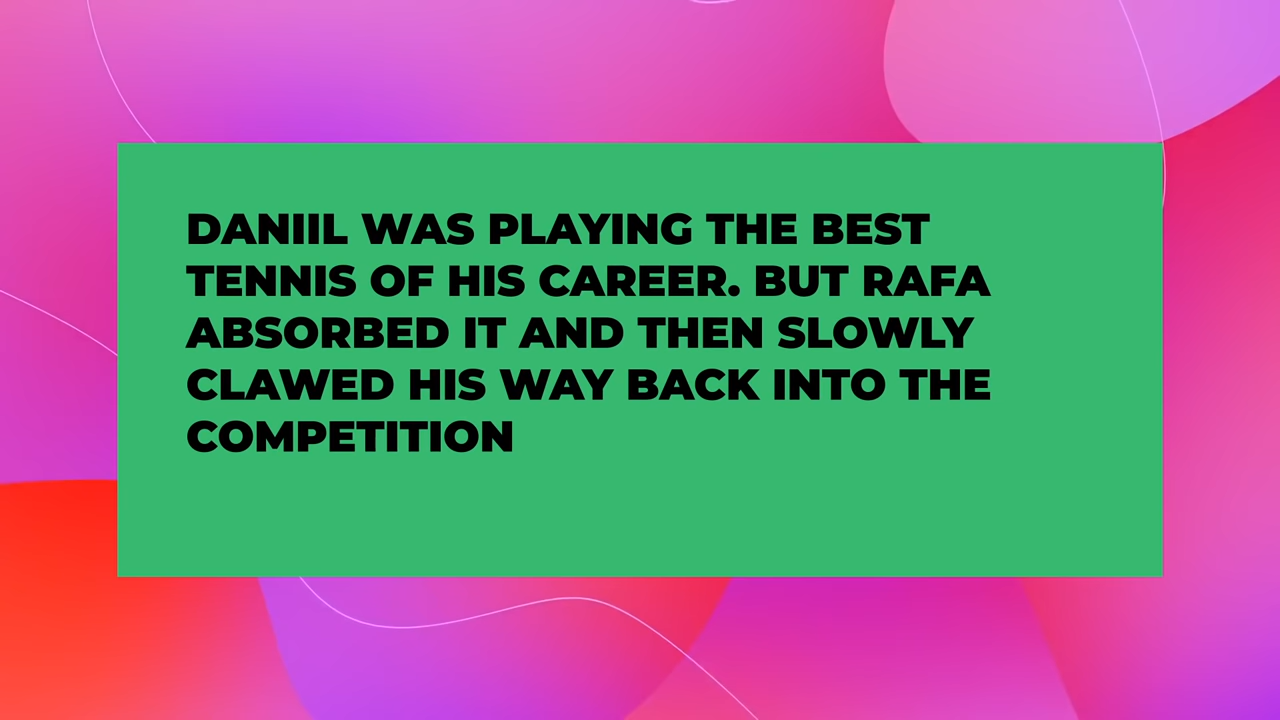 DANIIL WAS PLAYING THE BEST
TENNIS OF HIS CAREER. BUT RAFA
ABSORBED IT AND THEN SLOWLY
CLAWED HIS WAY BACK INTO THE
COMPETITION